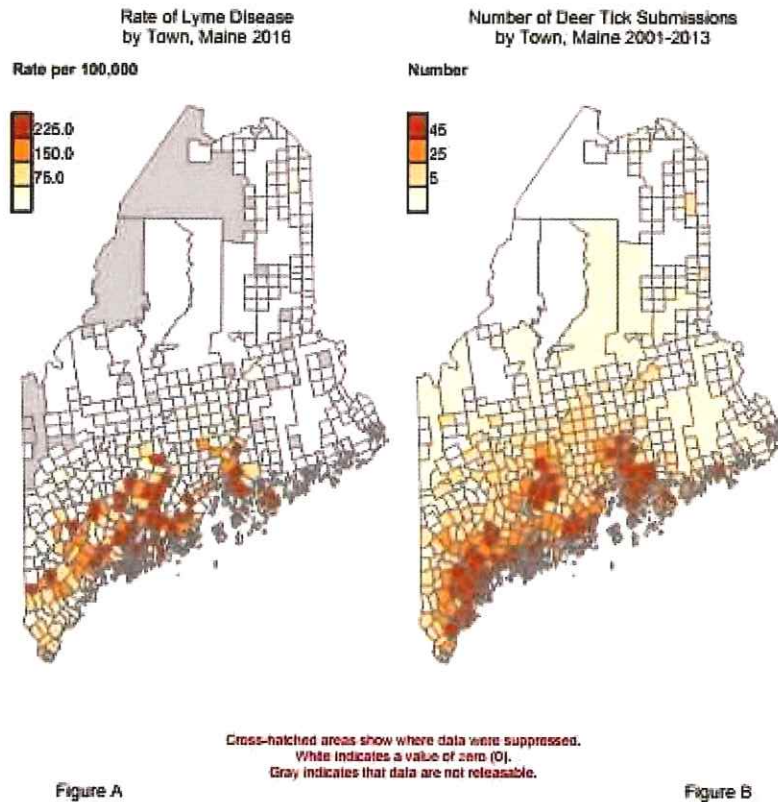 Rate of Lyme Disease
by Town, Maine 2016
Rate per 100,000
225.0
150.0
75.0
Number of Deer Tick Submissions
by Town, Maine 2001-2013
Number
45
25
5
Cross-hatched areas show where data were suppressed.
White indicates a value of zero (0).
Gray indicates that data are not releasable.
Figure A
Figure B